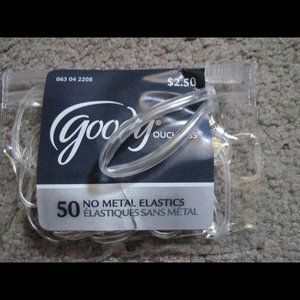 063 04 2208
$2.50
goody®
50 NO METAL ELASTICS
ÉLASTIQUES SANS MÉTAL